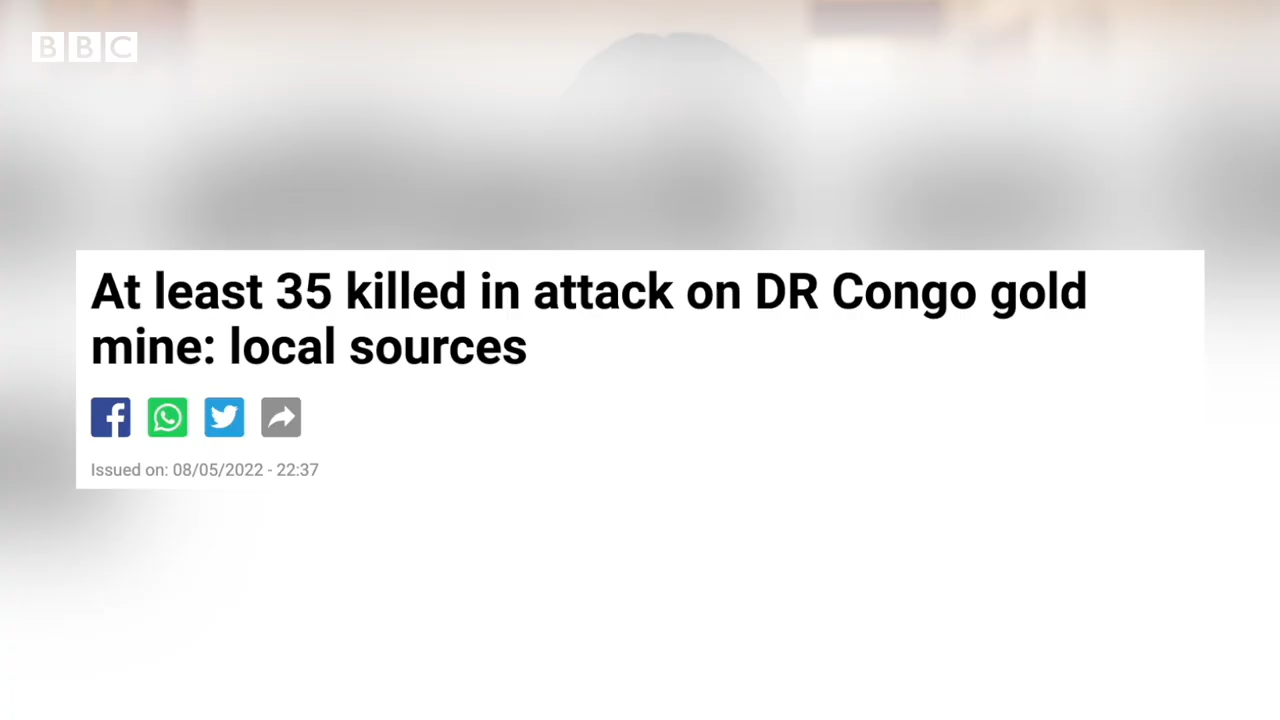 BBC
At least 35 killed in attack on DR Congo gold
mine: local sources
Issued on: 08/05/2022 - 22:37